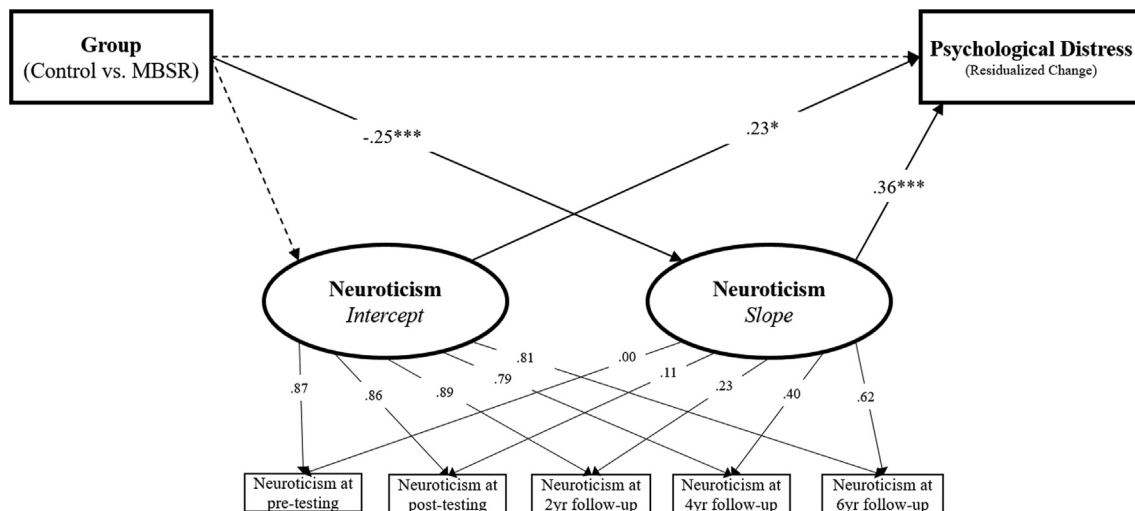 Group
(Control vs. MBSR)
Psychological Distress
(Residualized Change)
-.25***
.23*
.36***
Neuroticism
Intercept
Neuroticism
Slope
.87
.86
.89
.79
.81
.00
.11
.23
.40
.62
Neuroticism at
pre-testing
Neuroticism at
post-testing
Neuroticism at
2yr follow-up
Neuroticism at
4yr follow-up
Neuroticism at
6yr follow-up